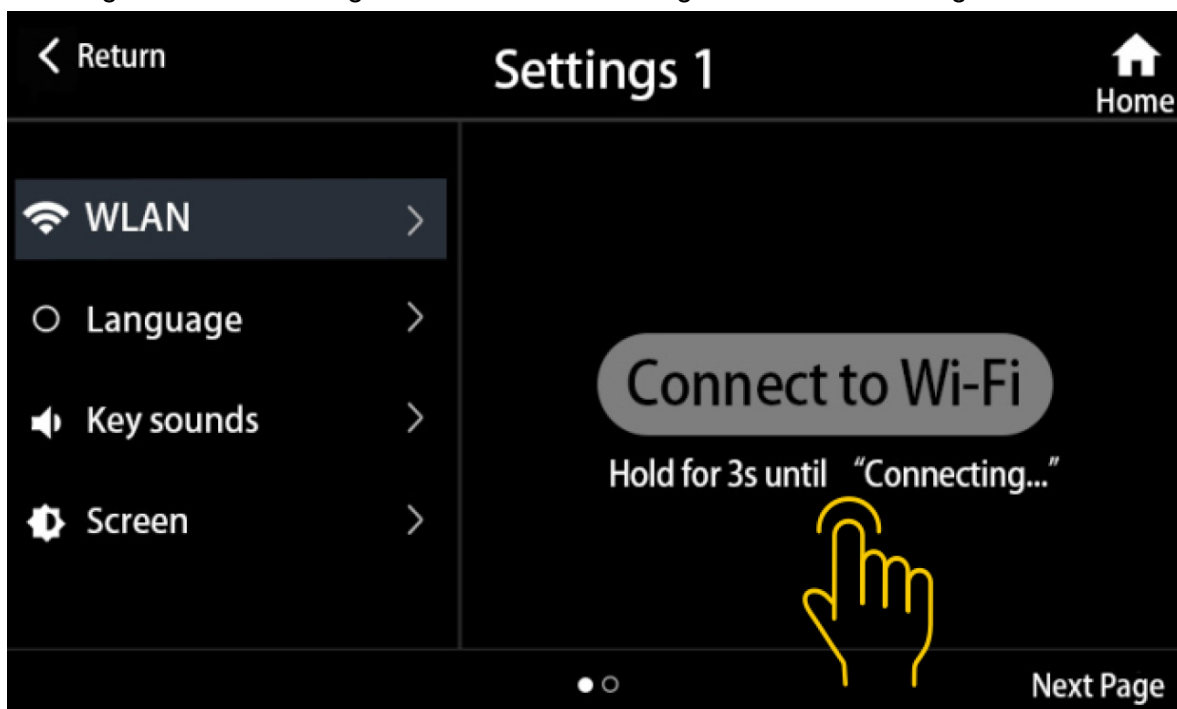 Return
Settings 1
Home
WLAN
Language
Key sounds
Screen
Connect to Wi-Fi
Hold for 3s until “Connecting...”
Next Page